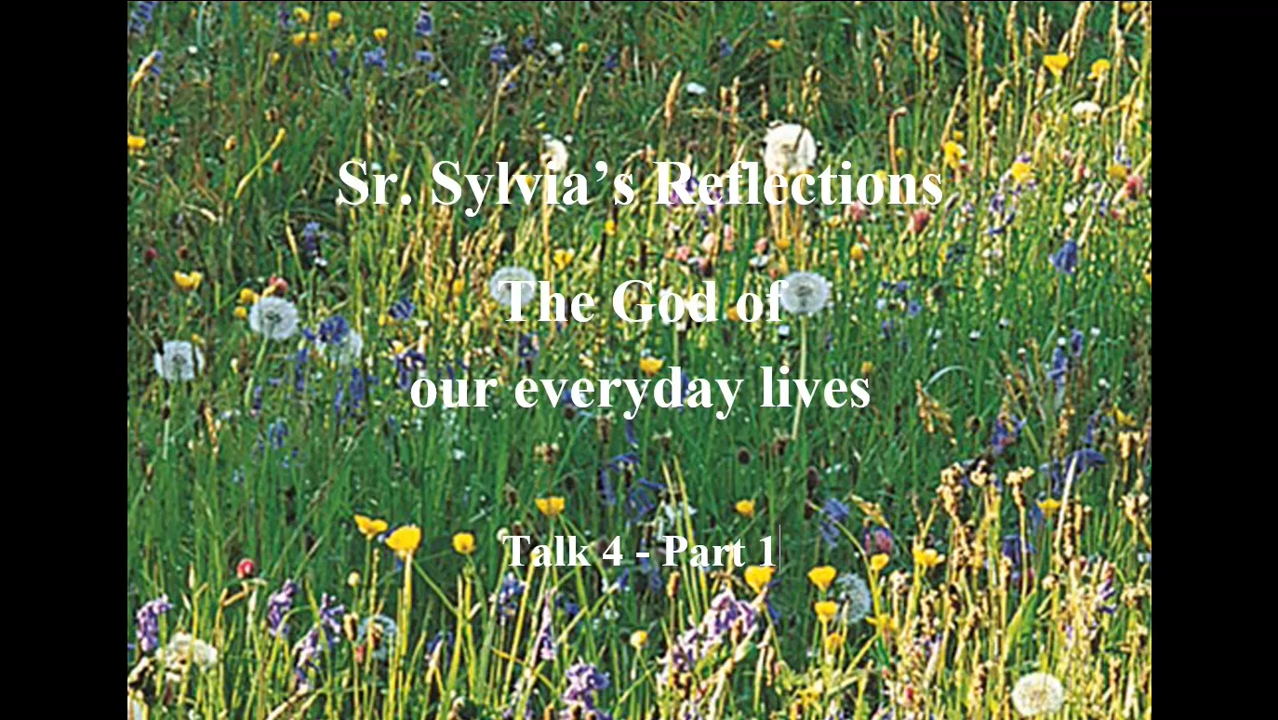 Sr. Sylvia’s Reflections
The God of
our everyday lives
Talk 4 - Part 1